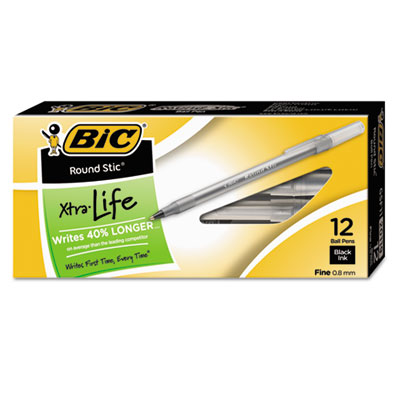 BiC
Round Stic®
Xtra•Life
Writes 40% LONGER...
on average than the leading competitor
Writes First Time, Every Time®
12
Ball Pens
Black
Ink
Fine 0.8 mm
12